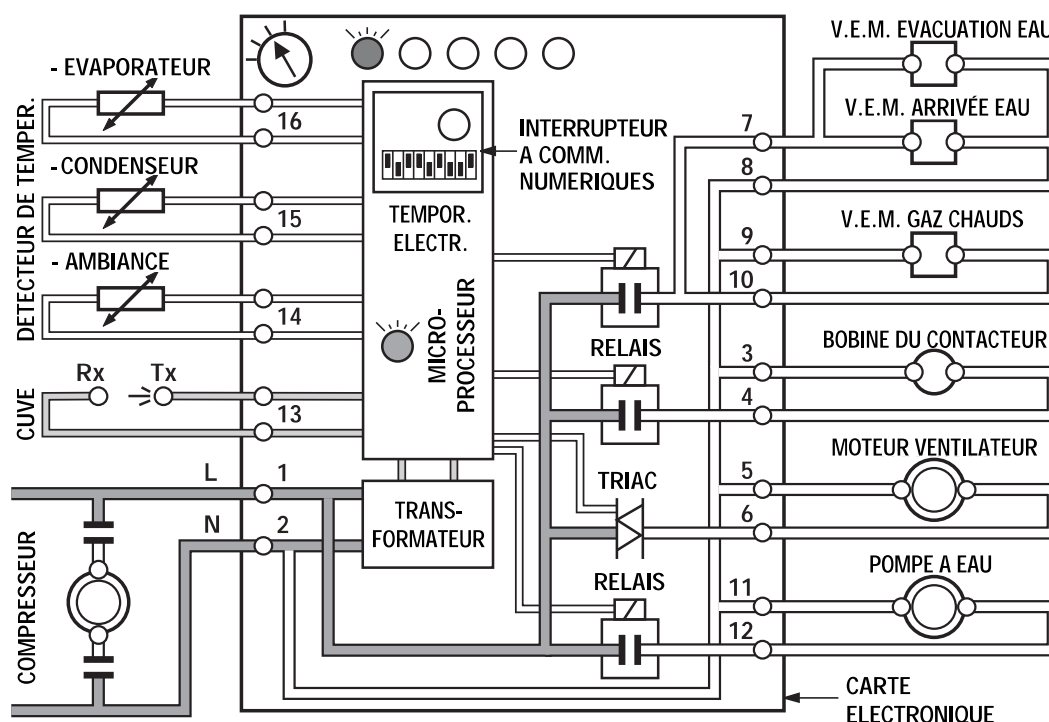 V.E.M. EVACUATION EAU
- EVAPORATEUR
DETECTEUR DE TEMPER.
16
INTERRUPTEUR
A COMM.
NUMERIQUES
7
V.E.M. ARRIVÉE EAU
8
-CONDENSEUR
15
TEMPOR.
ELECTR.
9
V.E.M. GAZ CHAUDS
10
- AMBIANCE
14
MICRO-
PROCESSEUR
RELAIS
3
BOBINE DU CONTACTEUR
4
CUVE
Rx
Tx
13
L
1
N
2
TRANS-
FORMATEUR
TRIAC
5
MOTEUR VENTILATEUR
6
COMPRESSEUR
RELAIS
11
POMPE A EAU
12
CARTE
ELECTRONIQUE